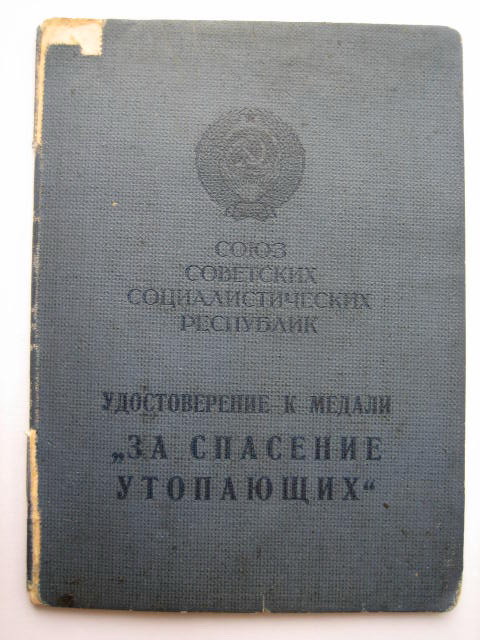 СОЮЗ
СОВЕТСКИХ
СОЦИАЛИСТИЧЕСКИХ
РЕСПУБЛИК
УДОСТОВЕРЕНИЕ К МЕДАЛИ
„ЗА СПАСЕНИЕ
УТОПАЮЩИХ“